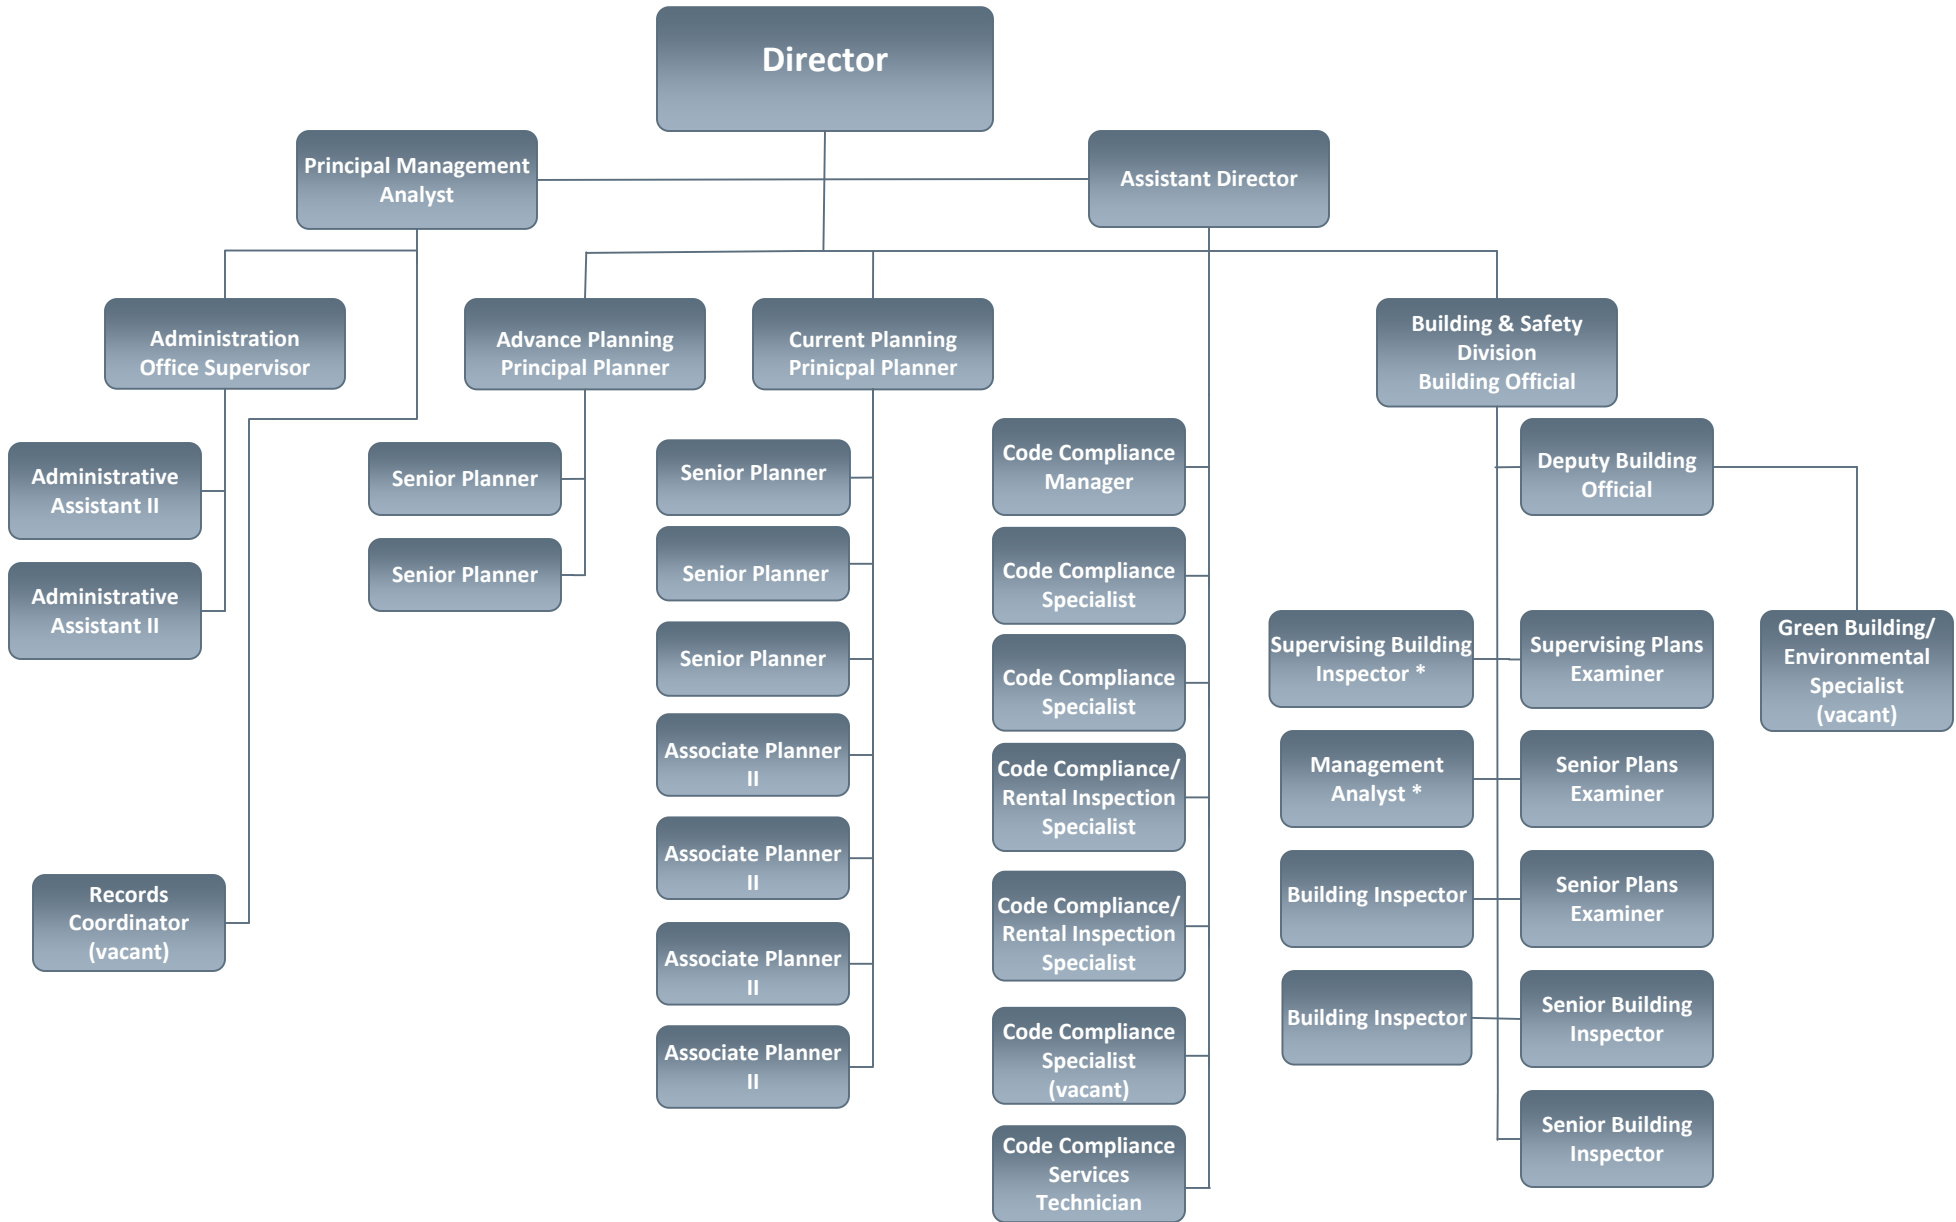 Director
Principal Management
Analyst
Assistant Director
Administration
Office Supervisor
Advance Planning
Principal Planner
Current Planning
Prinicpal Planner
Building & Safety
Division
Building Official
Administrative
Assistant II
Administrative
Assistant II
Records
Coordinator
(vacant)
Senior Planner
Senior Planner
Senior Planner
Senior Planner
Senior Planner
Associate Planner
II
Associate Planner
II
Associate Planner
II
Associate Planner
II
Code Compliance
Manager
Code Compliance
Specialist
Code Compliance
Specialist
Code Compliance/
Rental Inspection
Specialist
Code Compliance/
Rental Inspection
Specialist
Code Compliance
Specialist
(vacant)
Code Compliance
Services
Technician
Deputy Building
Official
Supervising Building
Inspector *
Management
Analyst *
Building Inspector
Building Inspector
Supervising Plans
Examiner
Senior Plans
Examiner
Senior Plans
Examiner
Senior Building
Inspector
Senior Building
Inspector
Green Building/
Environmental
Specialist
(vacant)